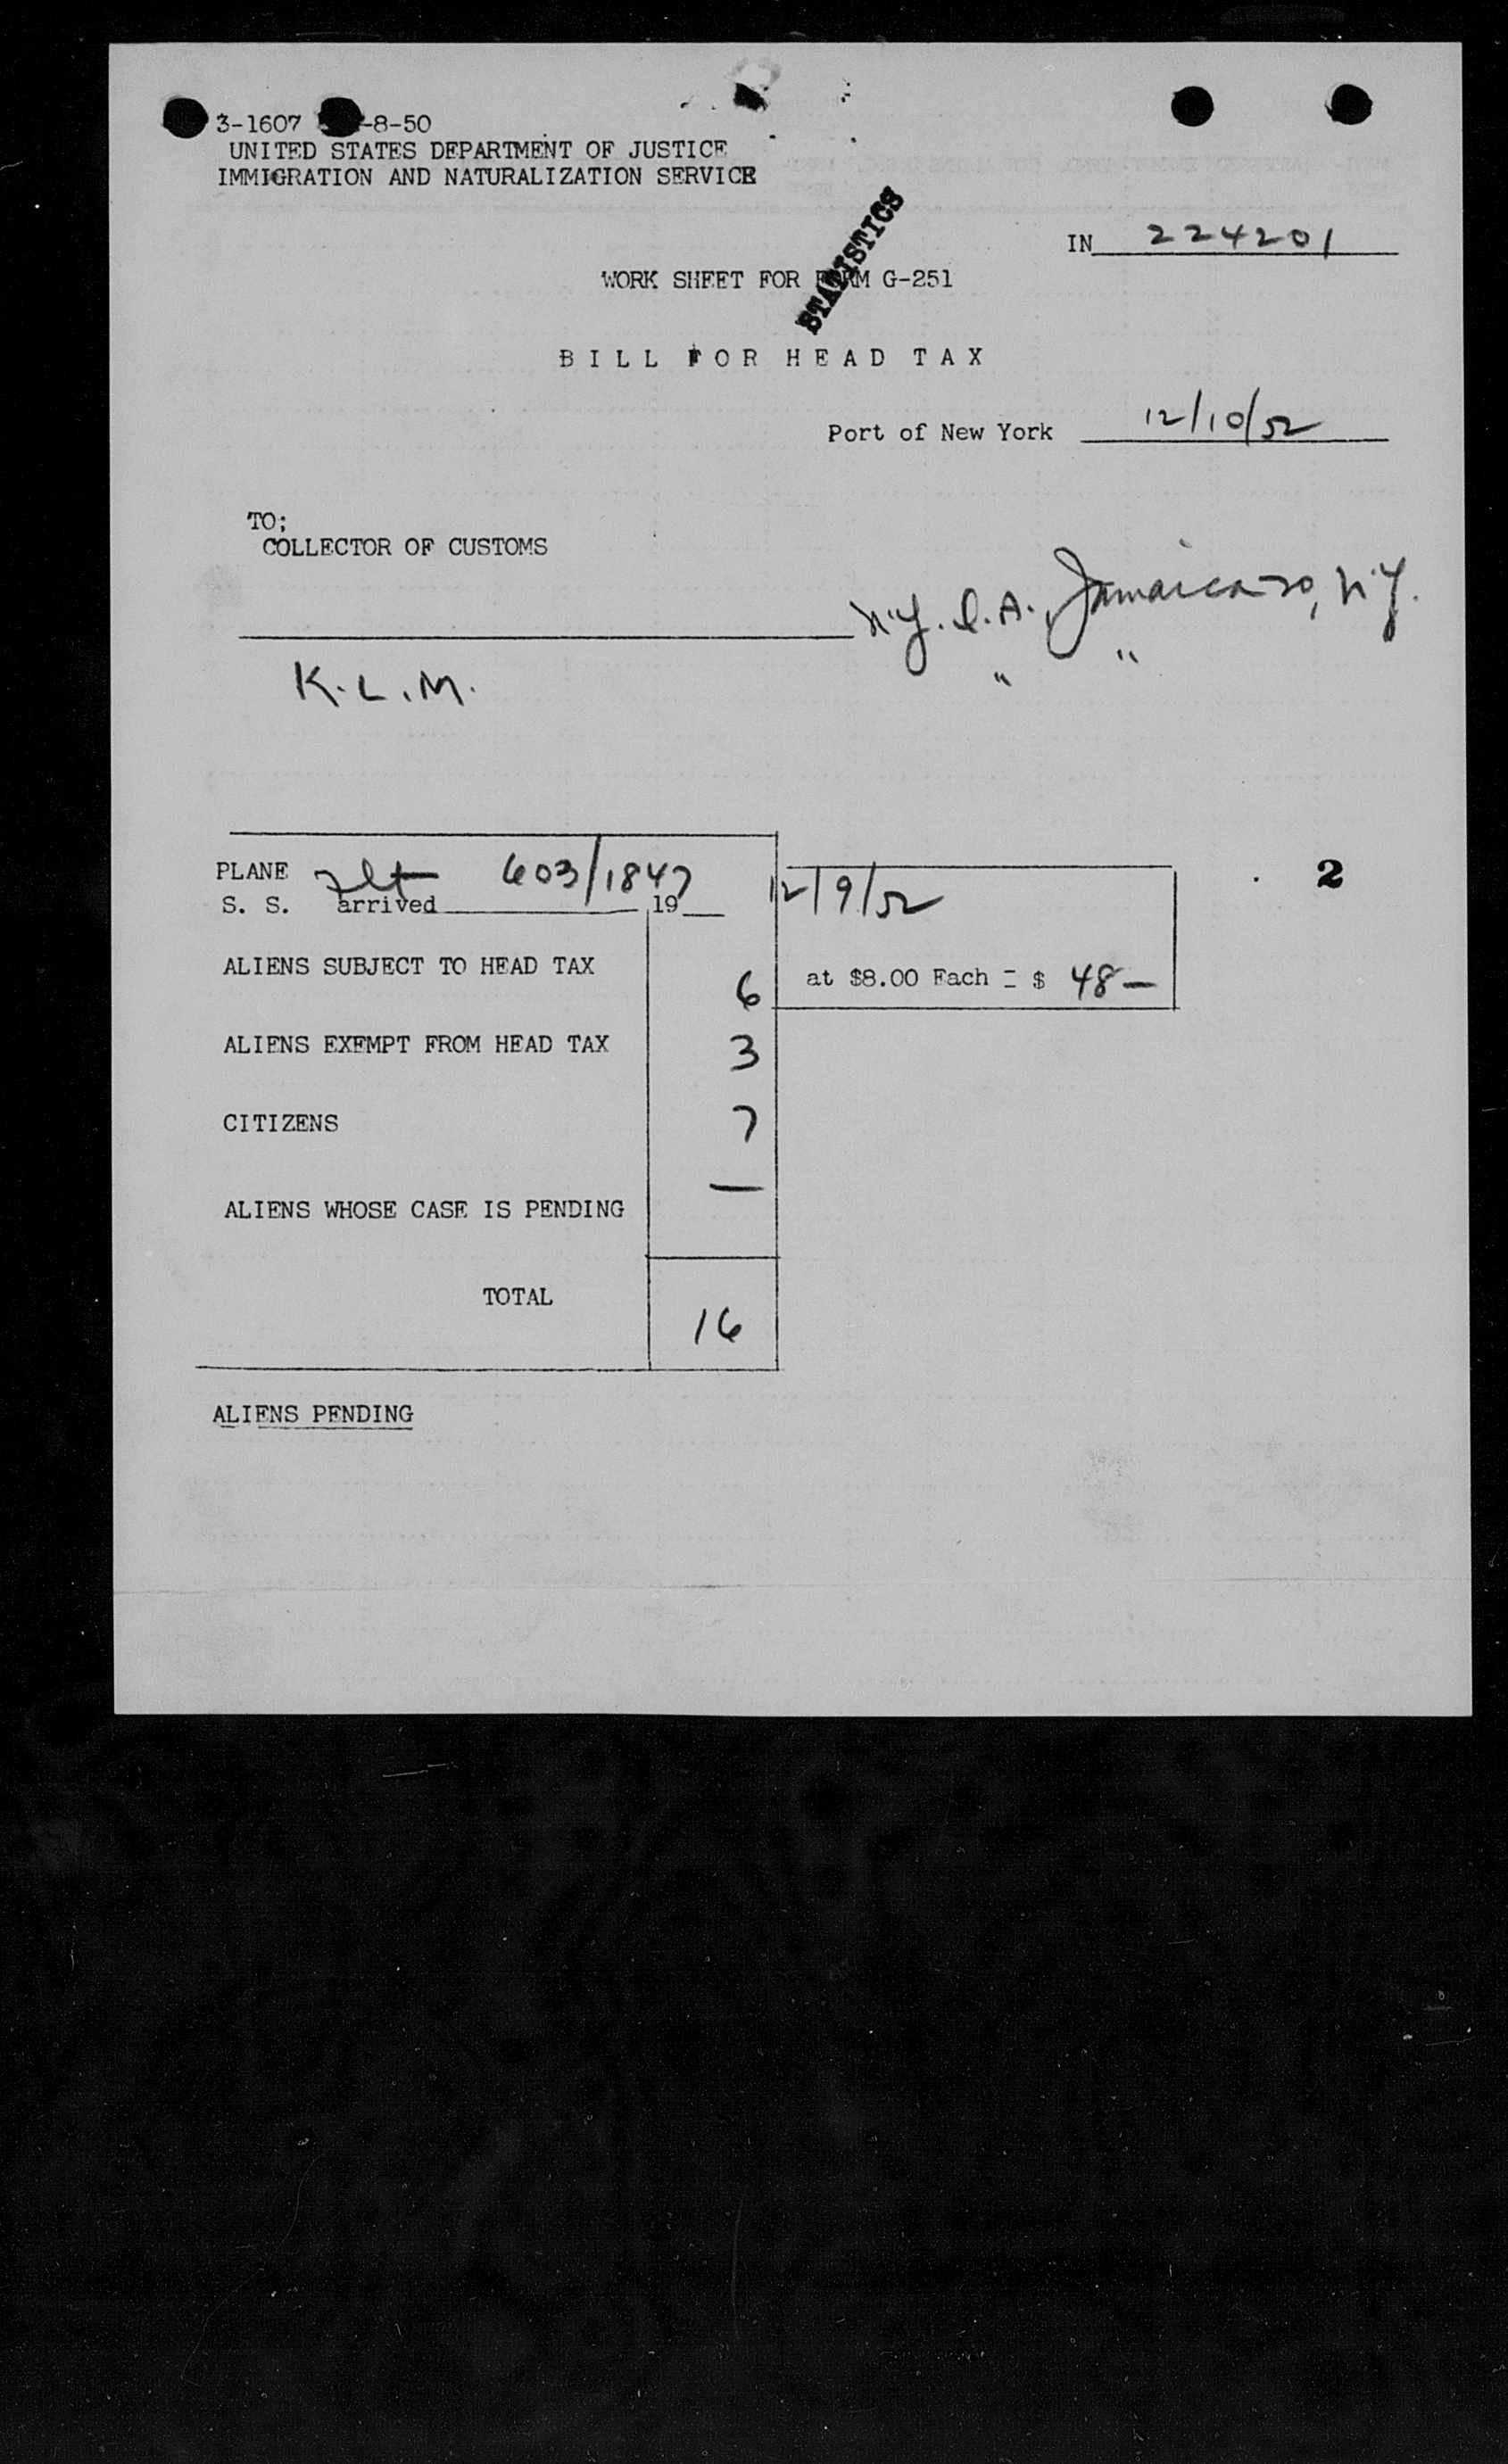 3-1607 -8-50
UNITED STATES DEPARTMENT OF JUSTICE
IMMIGRATION AND NATURALIZATION SERVICE
STATISTICS
IN 224201
WORK SHEET FOR FORM G-251
BILL FOR HEAD TAX
Port of New York 12/10/52
TO;
COLLECTOR OF CUSTOMS
N.Y. I.A., Jamaica 30, N.Y.
K.L.M. " "
PLANE flt 603/1847 12/9/52 2
S. S. arrived 19
ALIENS SUBJECT TO HEAD TAX 6 at $8.00 Each = $ 48—
ALIENS EXEMPT FROM HEAD TAX 3
CITIZENS 7
ALIENS WHOSE CASE IS PENDING —
TOTAL 16
ALIENS PENDING